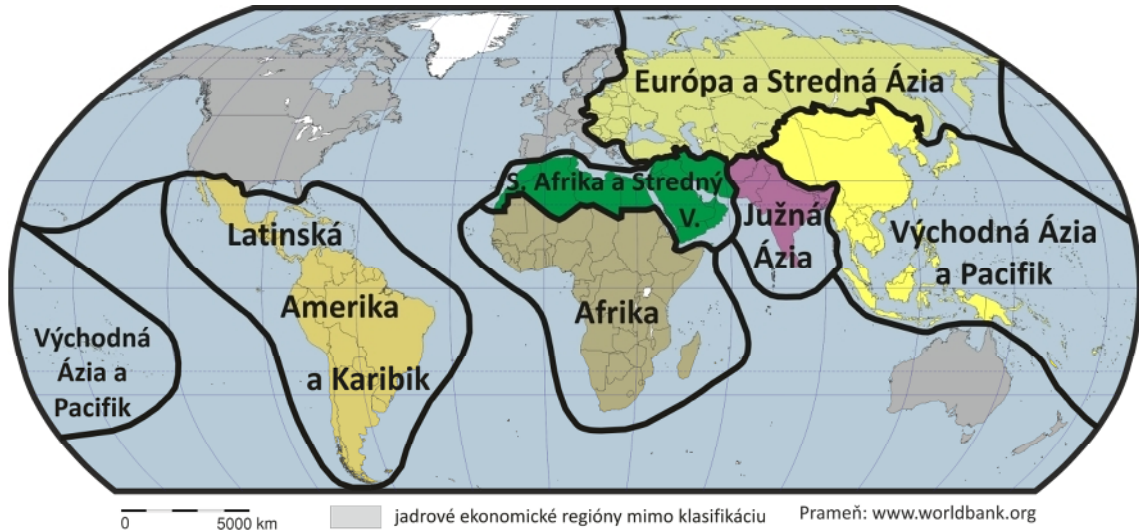 Európa a Stredná Ázia
S. Afrika a Stredný
V.
Južná
Ázia
Východná Ázia
a Pacifik
Latinská
Amerika
a Karibik
Afrika
Východná
Ázia a
Pacifik
0 5000 km
jadrové ekonomické regióny mimo klasifikáciu
Prameň: www.worldbank.org